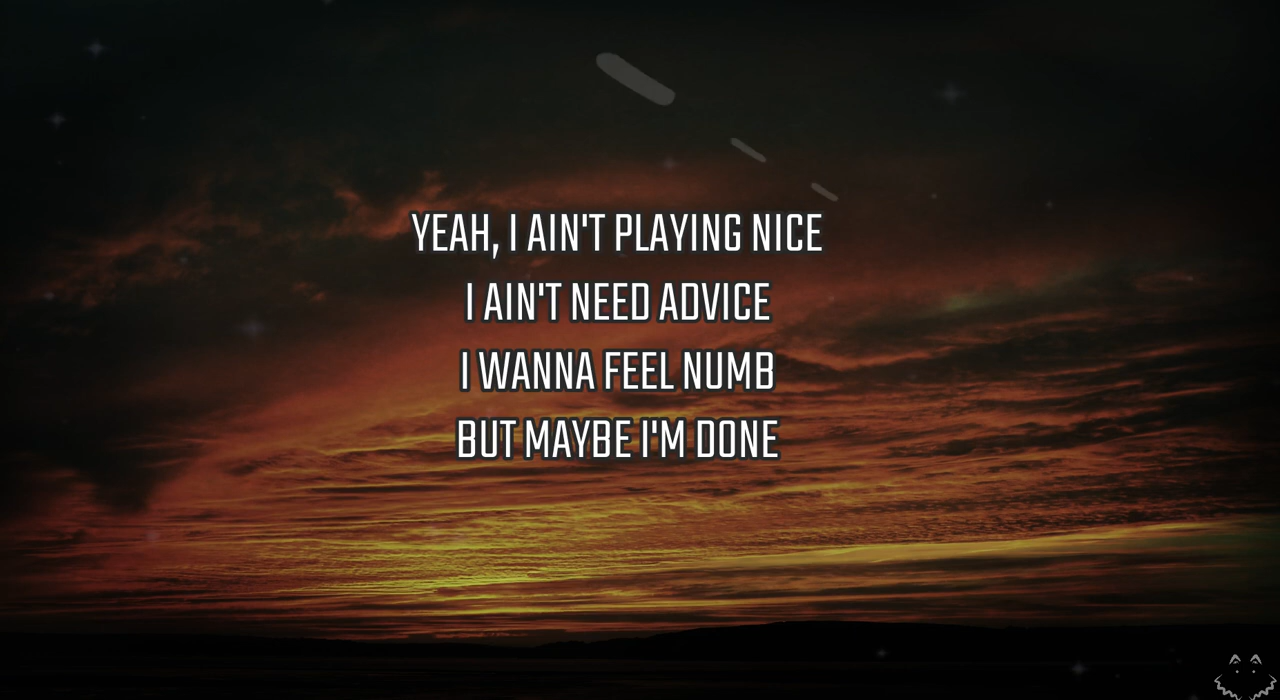 YEAH, I AIN'T PLAYING NICE
I AIN'T NEED ADVICE
I WANNA FEEL NUMB
BUT MAYBE I'M DONE